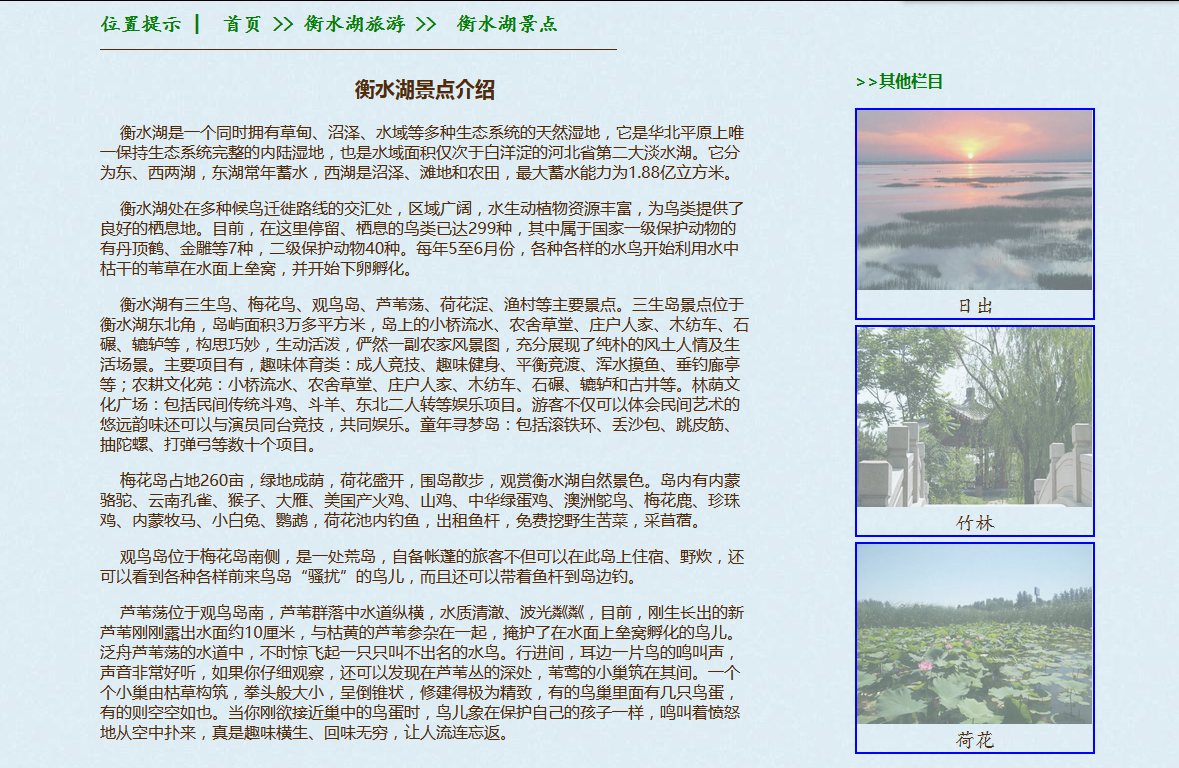 位置提示 | 首页 >> 衡水湖旅游 >> 衡水湖景点
衡水湖景点介绍
衡水湖是一个同时拥有草甸、沼泽、水域等多种生态系统的天然湿地，它是华北平原上唯
一保持生态系统完整的内陆湿地，也是水域面积仅次于白洋淀的河北省第二大淡水湖。它分
为东、西两湖，东湖常年蓄水，西湖是沼泽、滩地和农田，最大蓄水能力为1.88亿立方米。
衡水湖处在多种候鸟迁徙路线的交汇处，区域广阔，水生动植物资源丰富，为鸟类提供了
良好的栖息地。目前，在这里停留、栖息的鸟类已达299种，其中属于国家一级保护动物的
有丹顶鹤、金雕等7种，二级保护动物40种。每年5至6月份，各种各样的水鸟开始利用水中
枯干的苇草在水面上垒窝，并开始下卵孵化。
衡水湖有三生鸟、梅花鸟、观鸟岛、芦苇荡、荷花淀、渔村等主要景点。三生岛景点位于
衡水湖东北角，岛屿面积3万多平方米，岛上的小桥流水、农舍草堂、庄户人家、木纺车、石
碾、辘轳等，构思巧妙，生动活泼，俨然一副农家风景图，充分展现了纯朴的风土人情及生
活场景。主要项目有，趣味体育类：成人竞技、趣味健身、平衡竞渡、浑水摸鱼、垂钓廊亭
等；农耕文化苑：小桥流水、农舍草堂、庄户人家、木纺车、石碾、辘轳和古井等。林荫文
化广场：包括民间传统斗鸡、斗羊、东北二人转等娱乐项目。游客不仅可以体会民间艺术的
悠远韵味还可以与演员同台竞技，共同娱乐。童年寻梦岛：包括滚铁环、丢沙包、跳皮筋、
抽陀螺、打弹弓等数十个项目。
梅花岛占地260亩，绿地成荫，荷花盛开，围岛散步，观赏衡水湖自然景色。岛内有内蒙
骆驼、云南孔雀、猴子、大雁、美国产火鸡、山鸡、中华绿蛋鸡、澳洲鸵鸟、梅花鹿、珍珠
鸡、内蒙牧马、小白兔、鹦鹉，荷花池内钓鱼，出租鱼杆，免费挖野生苦菜，采苜蓿。
观鸟岛位于梅花岛南侧，是一处荒岛，自备帐蓬的旅客不但可以在此岛上住宿、野炊，还
可以看到各种各样前来鸟岛“骚扰”的鸟儿，而且还可以带着鱼杆到岛边钓。
芦苇荡位于观鸟岛南，芦苇群落中水道纵横，水质清澈、波光粼粼，目前，刚生长出的新
芦苇刚刚露出水面约10厘米，与枯黄的芦苇参杂在一起，掩护了在水面上垒窝孵化的鸟儿。
泛舟芦苇荡的水道中，不时惊飞起一只只叫不出名的水鸟。行进间，耳边一片鸟的鸣叫声，
声音非常好听，如果你仔细观察，还可以发现在芦苇丛的深处，苇莺的小巢筑在其间。一个
个小巢由枯草构筑，拳头般大小，呈倒锥状，修建得极为精致，有的鸟巢里面有几只鸟蛋，
有的则空空如也。当你刚欲接近巢中的鸟蛋时，鸟儿象在保护自己的孩子一样，鸣叫着愤怒
地从空中扑来，真是趣味横生、回味无穷，让人流连忘返。
>>其他栏目
日出
竹林
荷花